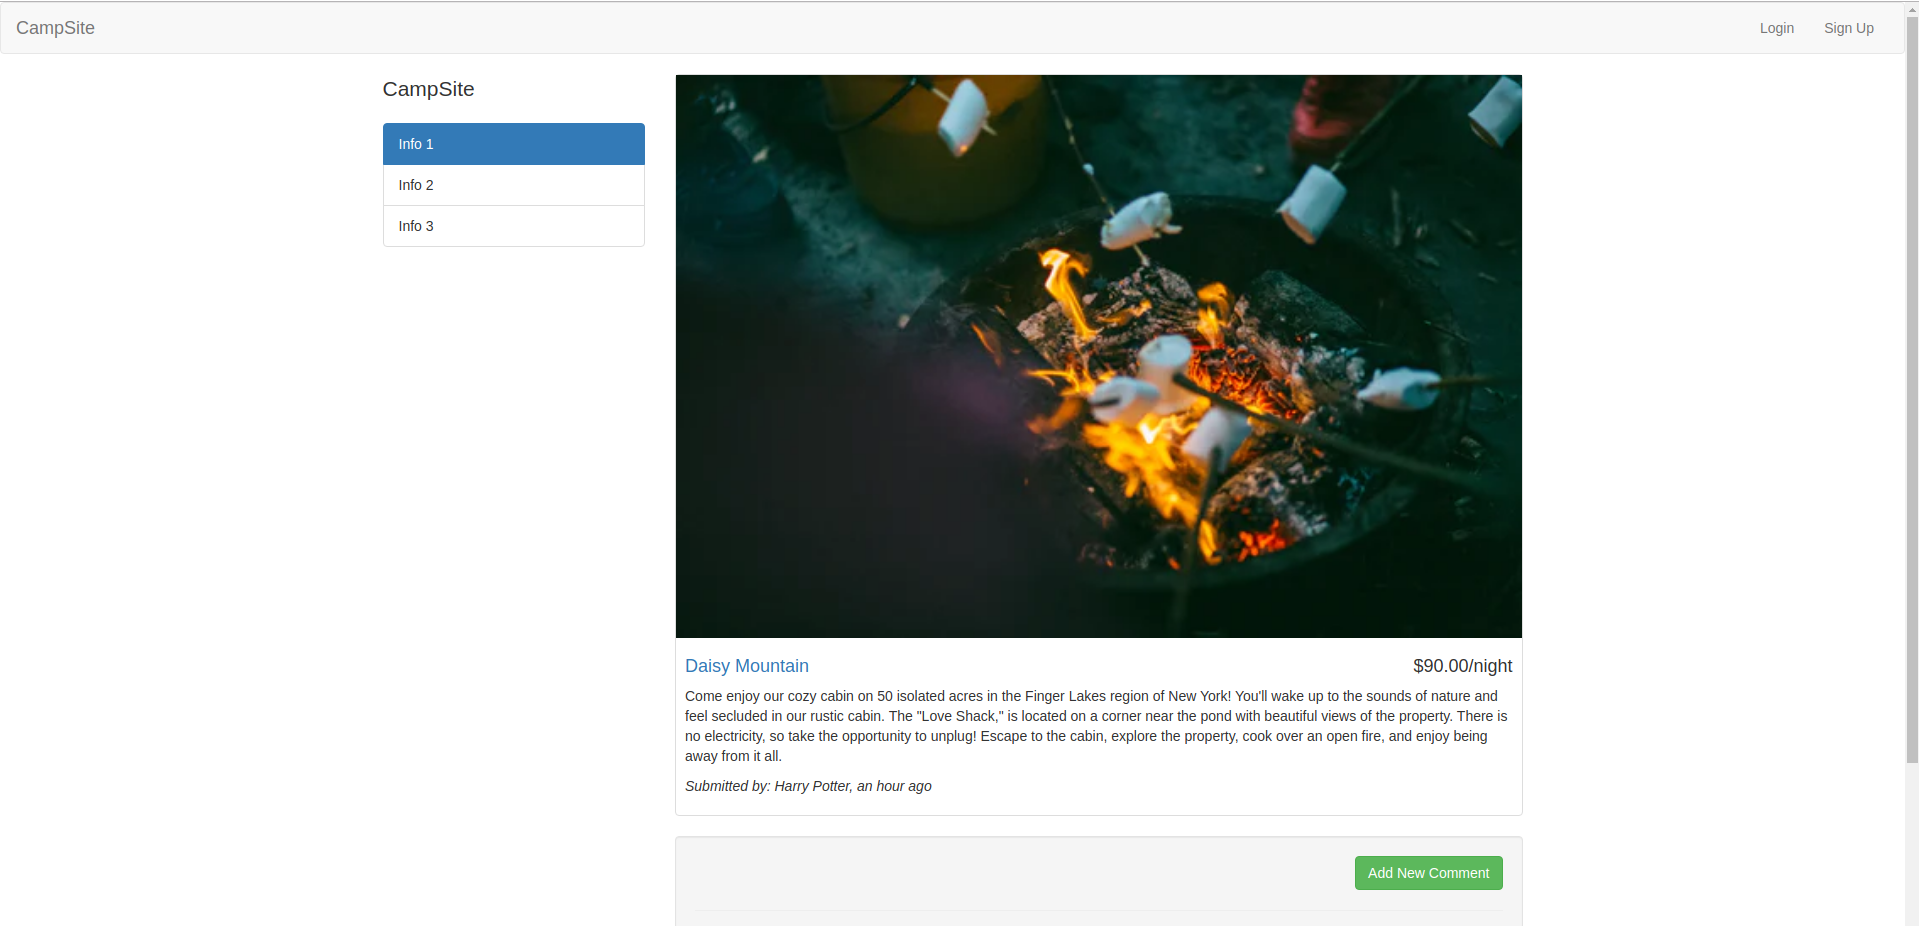 CampSite
Login
Sign Up
CampSite
Info 1
Info 2
Info 3
Daisy Mountain
$90.00/night
Come enjoy our cozy cabin on 50 isolated acres in the Finger Lakes region of New York! You'll wake up to the sounds of nature and
feel secluded in our rustic cabin. The "Love Shack," is located on a corner near the pond with beautiful views of the property. There is
no electricity, so take the opportunity to unplug! Escape to the cabin, explore the property, cook over an open fire, and enjoy being
away from it all.
Submitted by: Harry Potter, an hour ago
Add New Comment